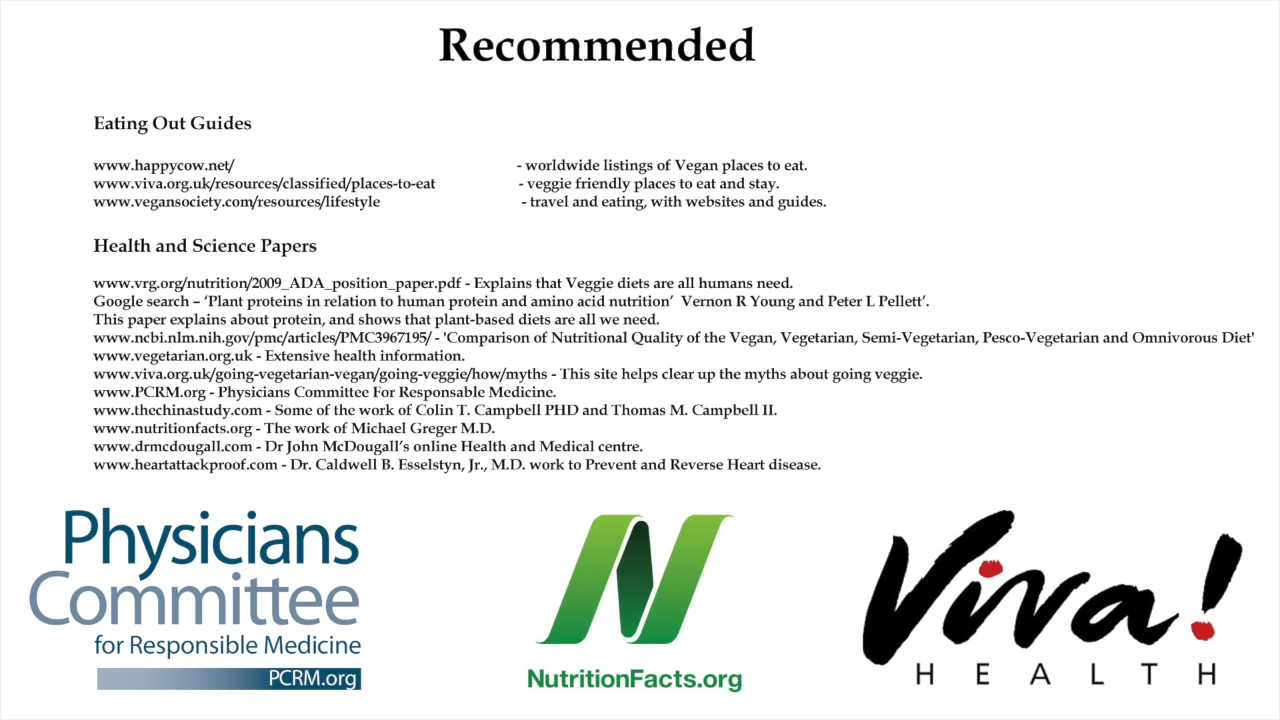 Recommended
Eating Out Guides
www.happycow.net/ - worldwide listings of Vegan places to eat.
www.viva.org.uk/resources/classified/places-to-eat - veggie friendly places to eat and stay.
www.vegansociety.com/resources/lifestyle - travel and eating, with websites and guides.
Health and Science Papers
www.vrg.org/nutrition/2009_ADA_position_paper.pdf - Explains that Veggie diets are all humans need.
Google search – ‘Plant proteins in relation to human protein and amino acid nutrition’ Vernon R Young and Peter L Pellett’.
This paper explains about protein, and shows that plant-based diets are all we need.
www.ncbi.nlm.nih.gov/pmc/articles/PMC3967195/ - 'Comparison of Nutritional Quality of the Vegan, Vegetarian, Semi-Vegetarian, Pesco-Vegetarian and Omnivorous Diet'
www.vegetarian.org.uk - Extensive health information.
www.viva.org.uk/going-vegetarian-vegan/going-veggie/how/myths - This site helps clear up the myths about going veggie.
www.PCRM.org - Physicians Committee For Responsable Medicine.
www.thechinastudy.com - Some of the work of Colin T. Campbell PHD and Thomas M. Campbell II.
www.nutritionfacts.org - The work of Michael Greger M.D.
www.drmcdougall.com - Dr John McDougall’s online Health and Medical centre.
www.heartattackproof.com - Dr. Caldwell B. Esselstyn, Jr., M.D. work to Prevent and Reverse Heart disease.
Physicians
Committee
for Responsible Medicine
PCRM.org
N
NutritionFacts.org
Viva!
HEALTH